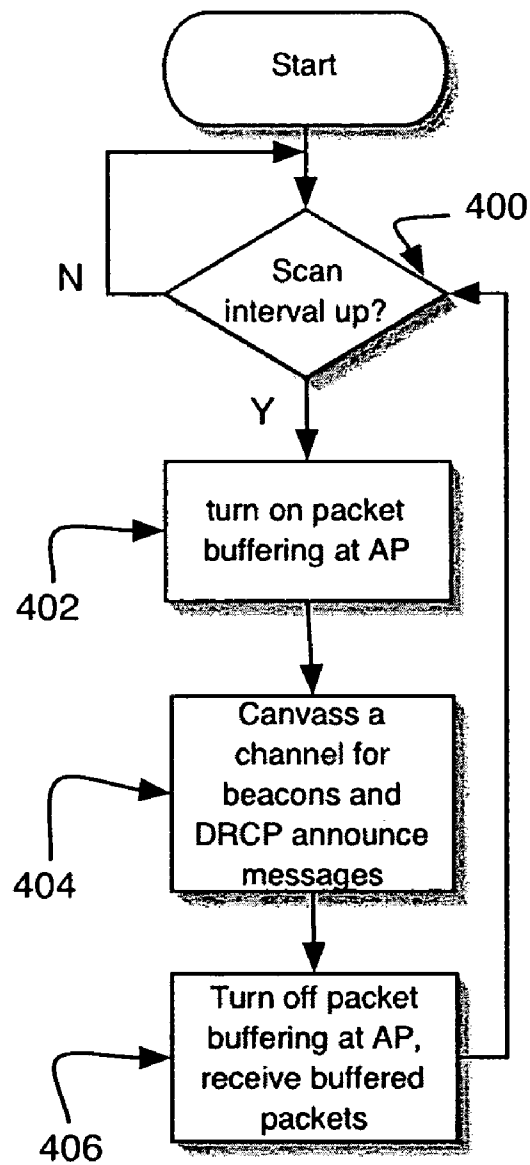 Start
400
Scan
interval up?
N
Y
turn on packet
buffering at AP
402
Canvass a
channel for
beacons and
DRCP announce
messages
404
Turn off packet
buffering at AP,
receive buffered
packets
406